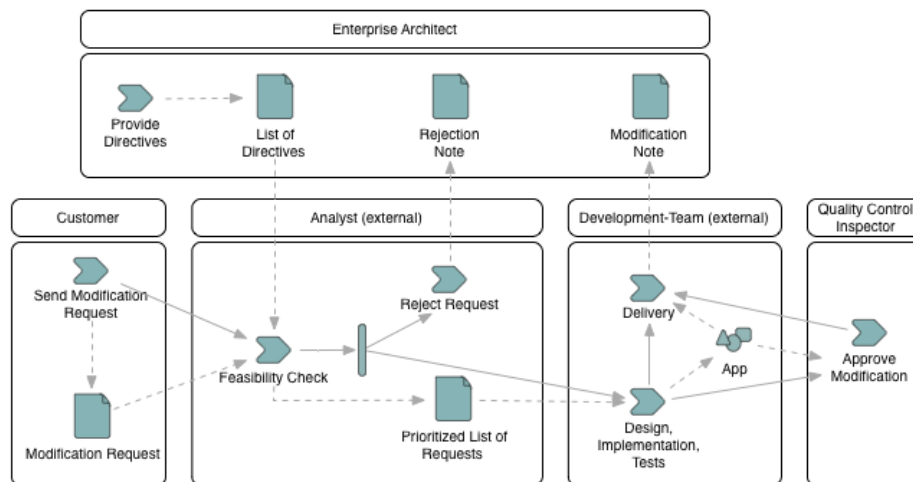 Enterprise Architect
Provide
Directives
List of
Directives
Rejection
Note
Modification
Note
Customer
Analyst (external)
Development-Team (external)
Quality Control
Inspector
Send Modification
Request
Reject Request
Delivery
Feasibility Check
App
Approve
Modification
Modification Request
Prioritized List of
Requests
Design,
Implementation,
Tests